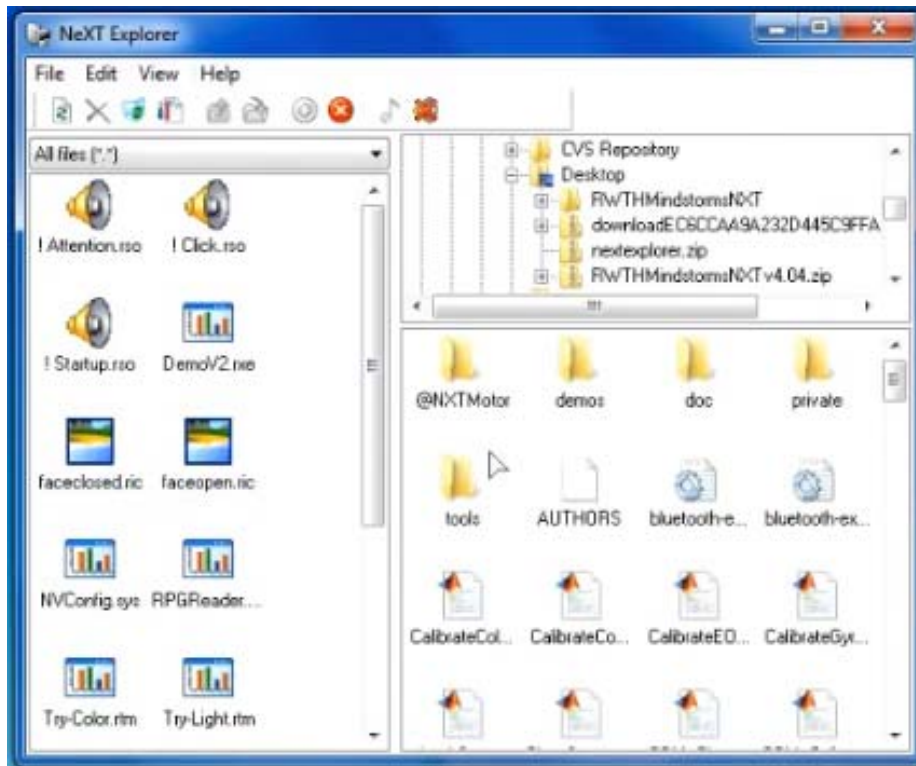 NeXT Explorer
File Edit View Help
All files (*.*)
! Attention.rso ! Click.rso
! Startup.rso DemoV2.rxe
faceclosed.ric faceopen.ric
NVConfig.sys RPGReader...
Try-Color.rtm Try-Light.rtm
CVS Repository
Desktop
RWTHMindstormsNXT
downloadEC6CCAA9A232D445C9FFA
nextexplorer.zip
RWTHMindstormsNXTv4.04.zip
@NXTMotor demos doc private
tools AUTHORS bluetooth-e... bluetooth-ex...
CalibrateCol... CalibrateCo... CalibrateEO... CalibrateGyr...